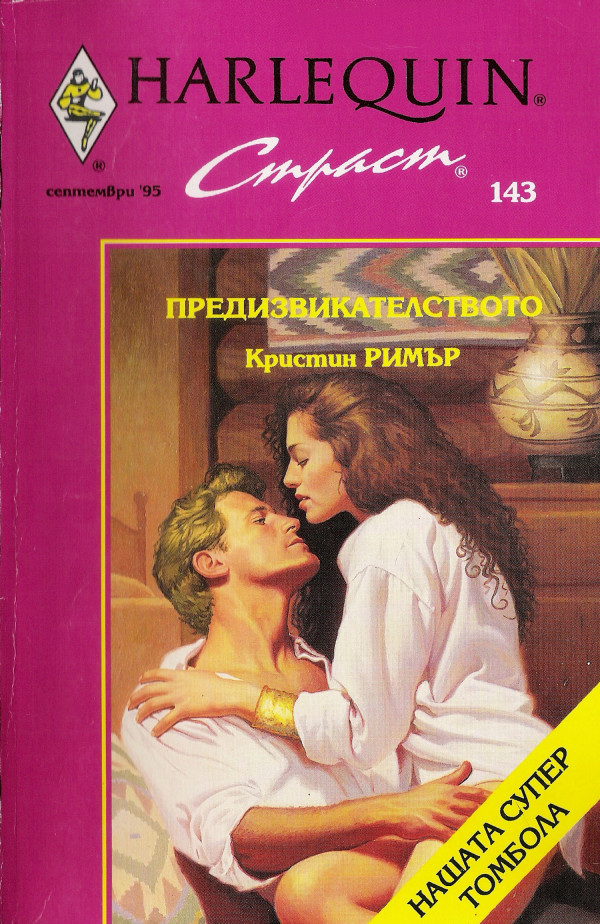 HARLEQUIN®
Страст®
®
септември '95
143
ПРЕДИЗВИКАТЕЛСТВОТО
Кристин РИМЪР
НАШАТА СУПЕР
ТОМБОЛА